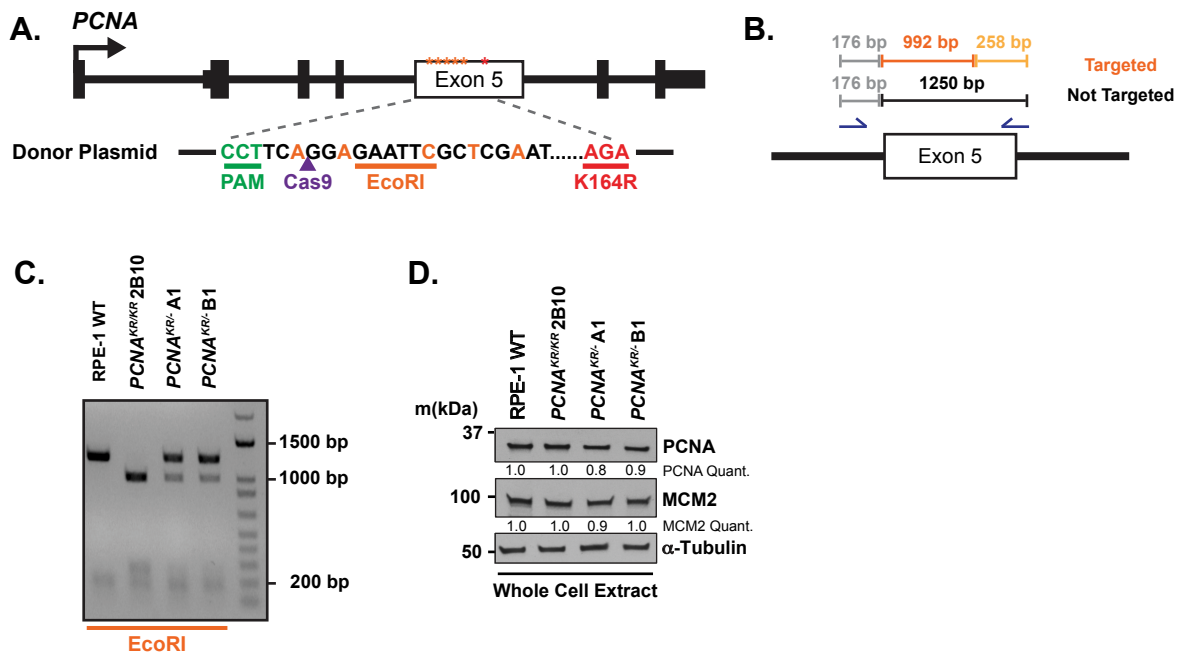 A.
PCNA
*****
*
Exon 5
Donor Plasmid
CCTTCAGGAGAATTCGCTCGAAT......AGA
PAM
Cas9
EcoRI
K164R
B.
176 bp 992 bp 258 bp
Targeted
176 bp 1250 bp
Not Targeted
Exon 5
C.
RPE-1 WT
PCNA^KR/KR 2B10
PCNA^KR/- A1
PCNA^KR/- B1
1500 bp
1000 bp
200 bp
EcoRI
D.
RPE-1 WT
PCNA^KR/KR 2B10
PCNA^KR/- A1
PCNA^KR/- B1
m(kDa)
37
PCNA
1.0 1.0 0.8 0.9 PCNA Quant.
100
MCM2
1.0 1.0 0.9 1.0 MCM2 Quant.
50
α-Tubulin
Whole Cell Extract